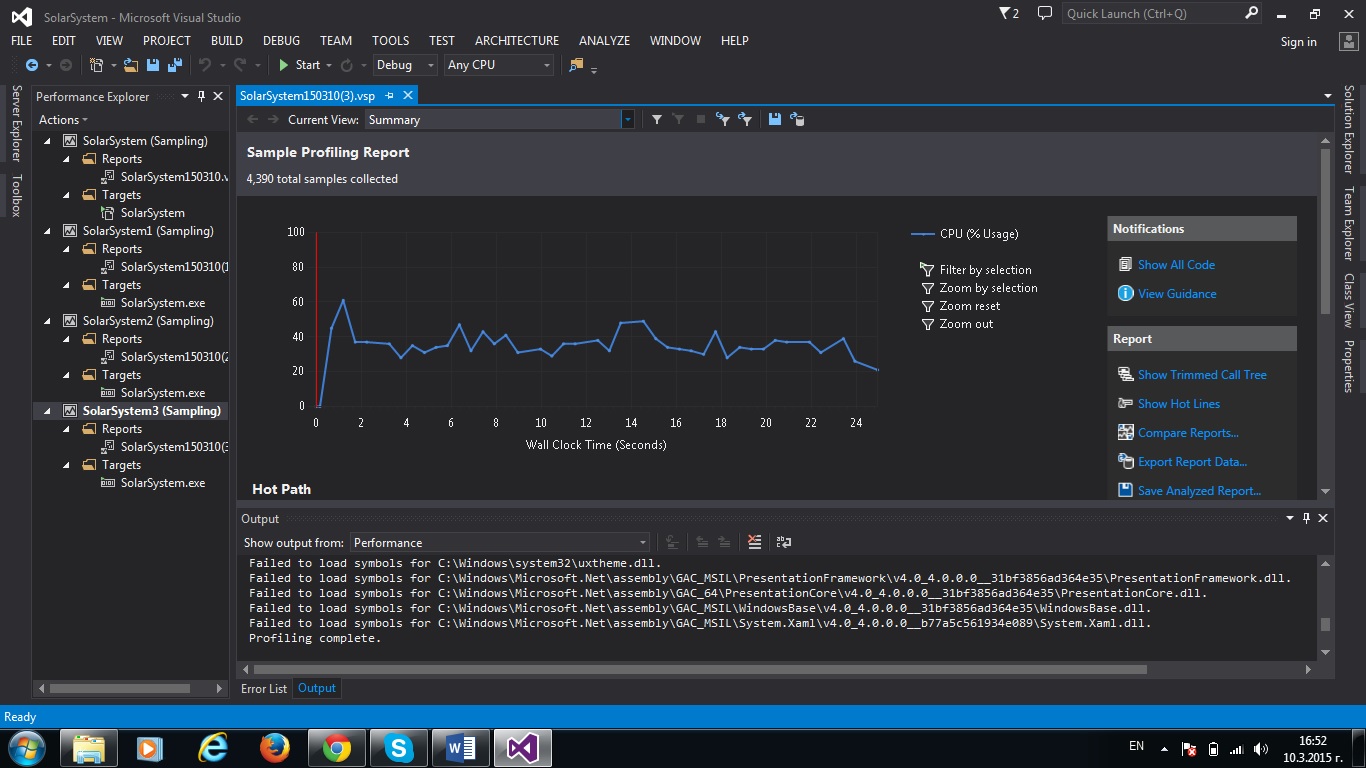 SolarSystem - Microsoft Visual Studio
2
Quick Launch (Ctrl+Q)
FILE EDIT VIEW PROJECT BUILD DEBUG TEAM TOOLS TEST ARCHITECTURE ANALYZE WINDOW HELP
Sign in
Start Debug Any CPU
Server Explorer
Toolbox
Performance Explorer
Actions
SolarSystem (Sampling)
Reports
SolarSystem150310.v
Targets
SolarSystem
SolarSystem1 (Sampling)
Reports
SolarSystem150310(1
Targets
SolarSystem.exe
SolarSystem2 (Sampling)
Reports
SolarSystem150310(2
Targets
SolarSystem.exe
SolarSystem3 (Sampling)
Reports
SolarSystem150310(3
Targets
SolarSystem.exe
SolarSystem150310(3).vsp
Current View: Summary
Sample Profiling Report
4,390 total samples collected
100
80
60
40
20
0
0 2 4 6 8 10 12 14 16 18 20 22 24
Wall Clock Time (Seconds)
CPU (% Usage)
Filter by selection
Zoom by selection
Zoom reset
Zoom out
Notifications
Show All Code
View Guidance
Report
Show Trimmed Call Tree
Show Hot Lines
Compare Reports...
Export Report Data...
Save Analyzed Report...
Hot Path
Solution Explorer
Team Explorer
Class View
Properties
Output
Show output from: Performance
Failed to load symbols for C:\Windows\system32\uxtheme.dll.
Failed to load symbols for C:\Windows\Microsoft.Net\assembly\GAC_MSIL\PresentationFramework\v4.0_4.0.0.0__31bf3856ad364e35\PresentationFramework.dll.
Failed to load symbols for C:\Windows\Microsoft.Net\assembly\GAC_64\PresentationCore\v4.0_4.0.0.0__31bf3856ad364e35\PresentationCore.dll.
Failed to load symbols for C:\Windows\Microsoft.Net\assembly\GAC_MSIL\WindowsBase\v4.0_4.0.0.0__31bf3856ad364e35\WindowsBase.dll.
Failed to load symbols for C:\Windows\Microsoft.Net\assembly\GAC_MSIL\System.Xaml\v4.0_4.0.0.0__b77a5c561934e089\System.Xaml.dll.
Profiling complete.
Error List Output
Ready
EN
16:52
10.3.2015 г.